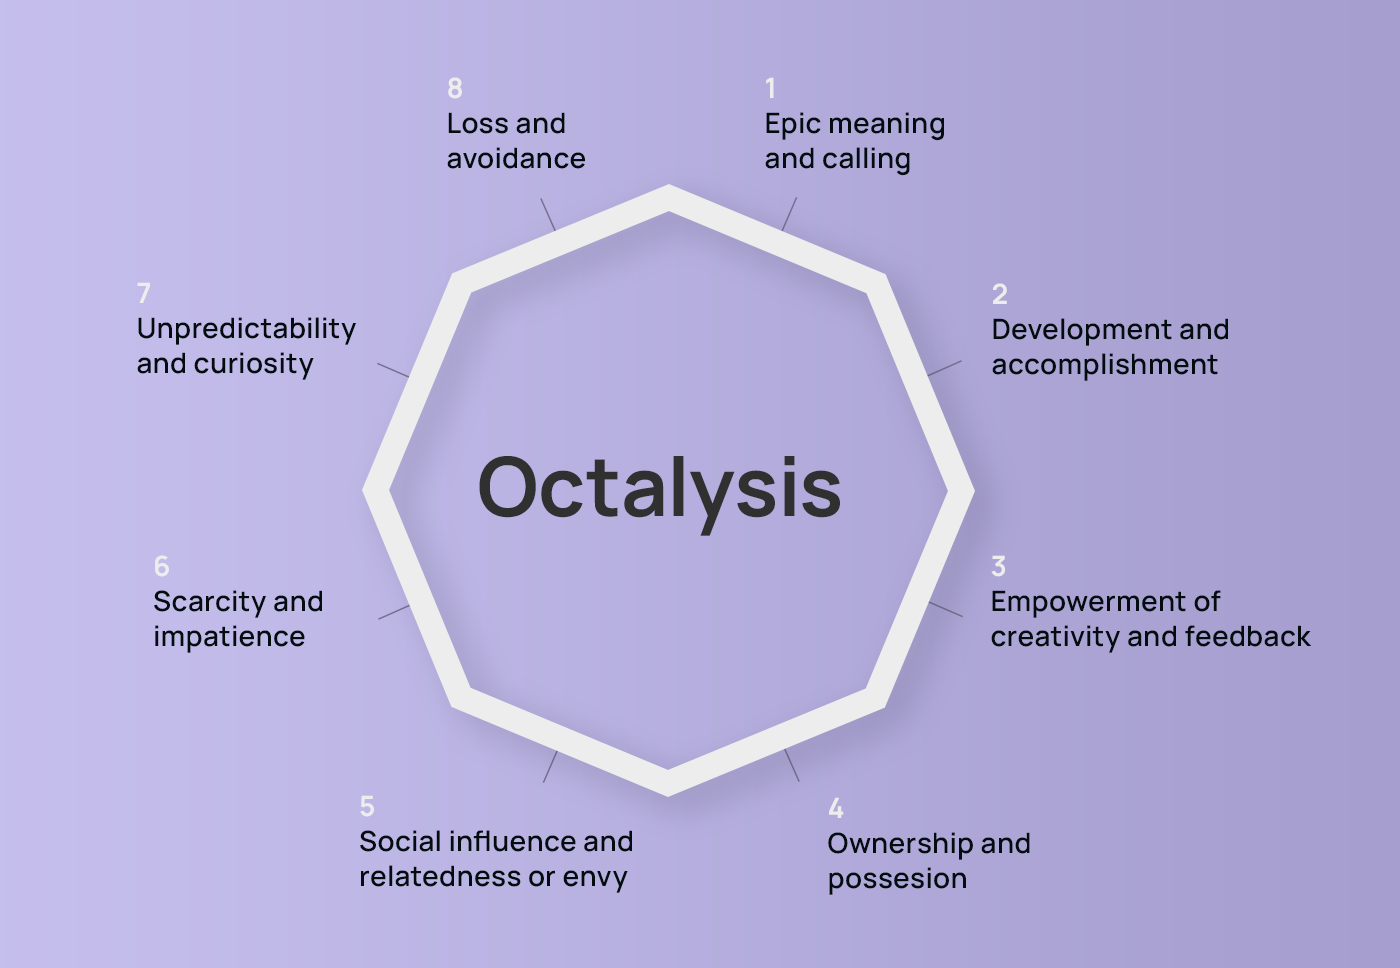 8
Loss and
avoidance
1
Epic meaning
and calling
7
Unpredictability
and curiosity
2
Development and
accomplishment
Octalysis
6
Scarcity and
impatience
3
Empowerment of
creativity and feedback
5
Social influence and
relatedness or envy
4
Ownership and
possesion